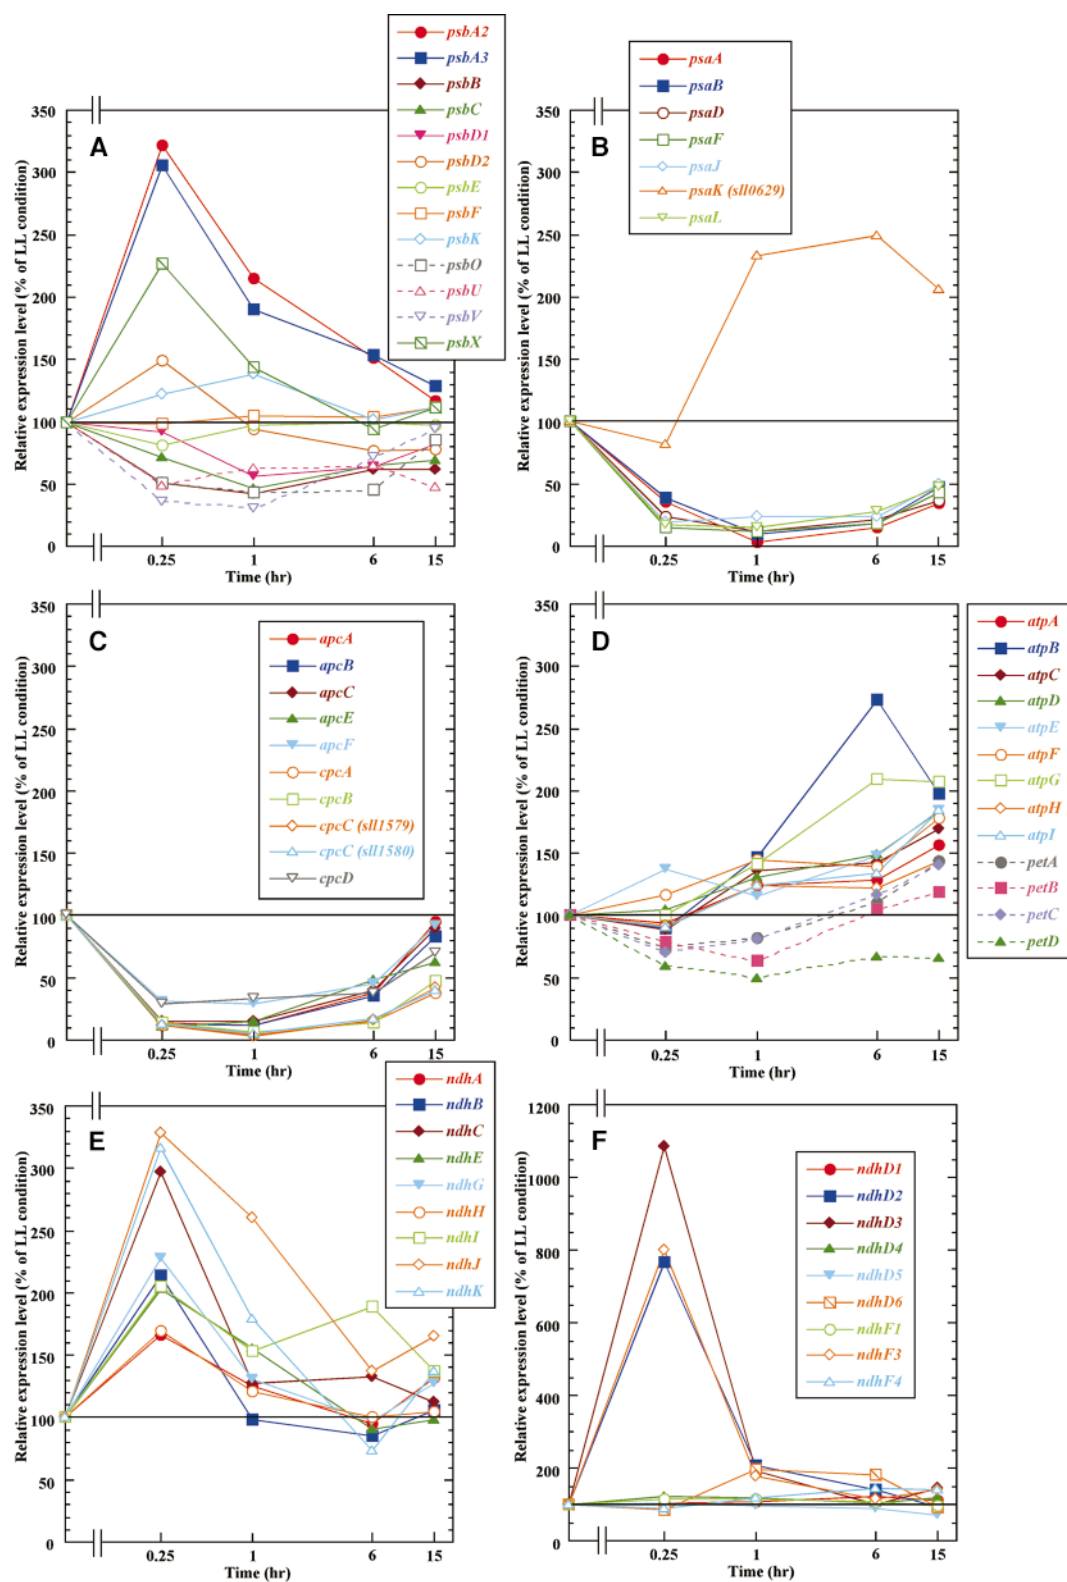 psbA2
psbA3
psbB
psbC
psbD1
psbD2
psbE
psbF
psbK
psbO
psbU
psbV
psbX
A
Relative expression level (% of LL condition)
350
300
250
200
150
100
50
0
0.25
1
6
15
Time (hr)
psaA
psaB
psaD
psaF
psaJ
psaK (sll0629)
psaL
B
Relative expression level (% of LL condition)
350
300
250
200
150
100
50
0
0.25
1
6
15
Time (hr)
C
apcA
apcB
apcC
apcE
apcF
cpcA
cpcB
cpcC (sll1579)
cpcC (sll1580)
cpcD
Relative expression level (% of LL condition)
350
300
250
200
150
100
50
0
0.25
1
6
15
Time (hr)
D
atpA
atpB
atpC
atpD
atpE
atpF
atpG
atpH
atpI
petA
petB
petC
petD
Relative expression level (% of LL condition)
350
300
250
200
150
100
50
0
0.25
1
6
15
Time (hr)
E
ndhA
ndhB
ndhC
ndhE
ndhG
ndhH
ndhI
ndhJ
ndhK
Relative expression level (% of LL condition)
350
300
250
200
150
100
50
0
0.25
1
6
15
Time (hr)
F
ndhD1
ndhD2
ndhD3
ndhD4
ndhD5
ndhD6
ndhF1
ndhF3
ndhF4
Relative expression level (% of LL condition)
1200
1000
800
600
400
200
100
0
0.25
1
6
15
Time (hr)